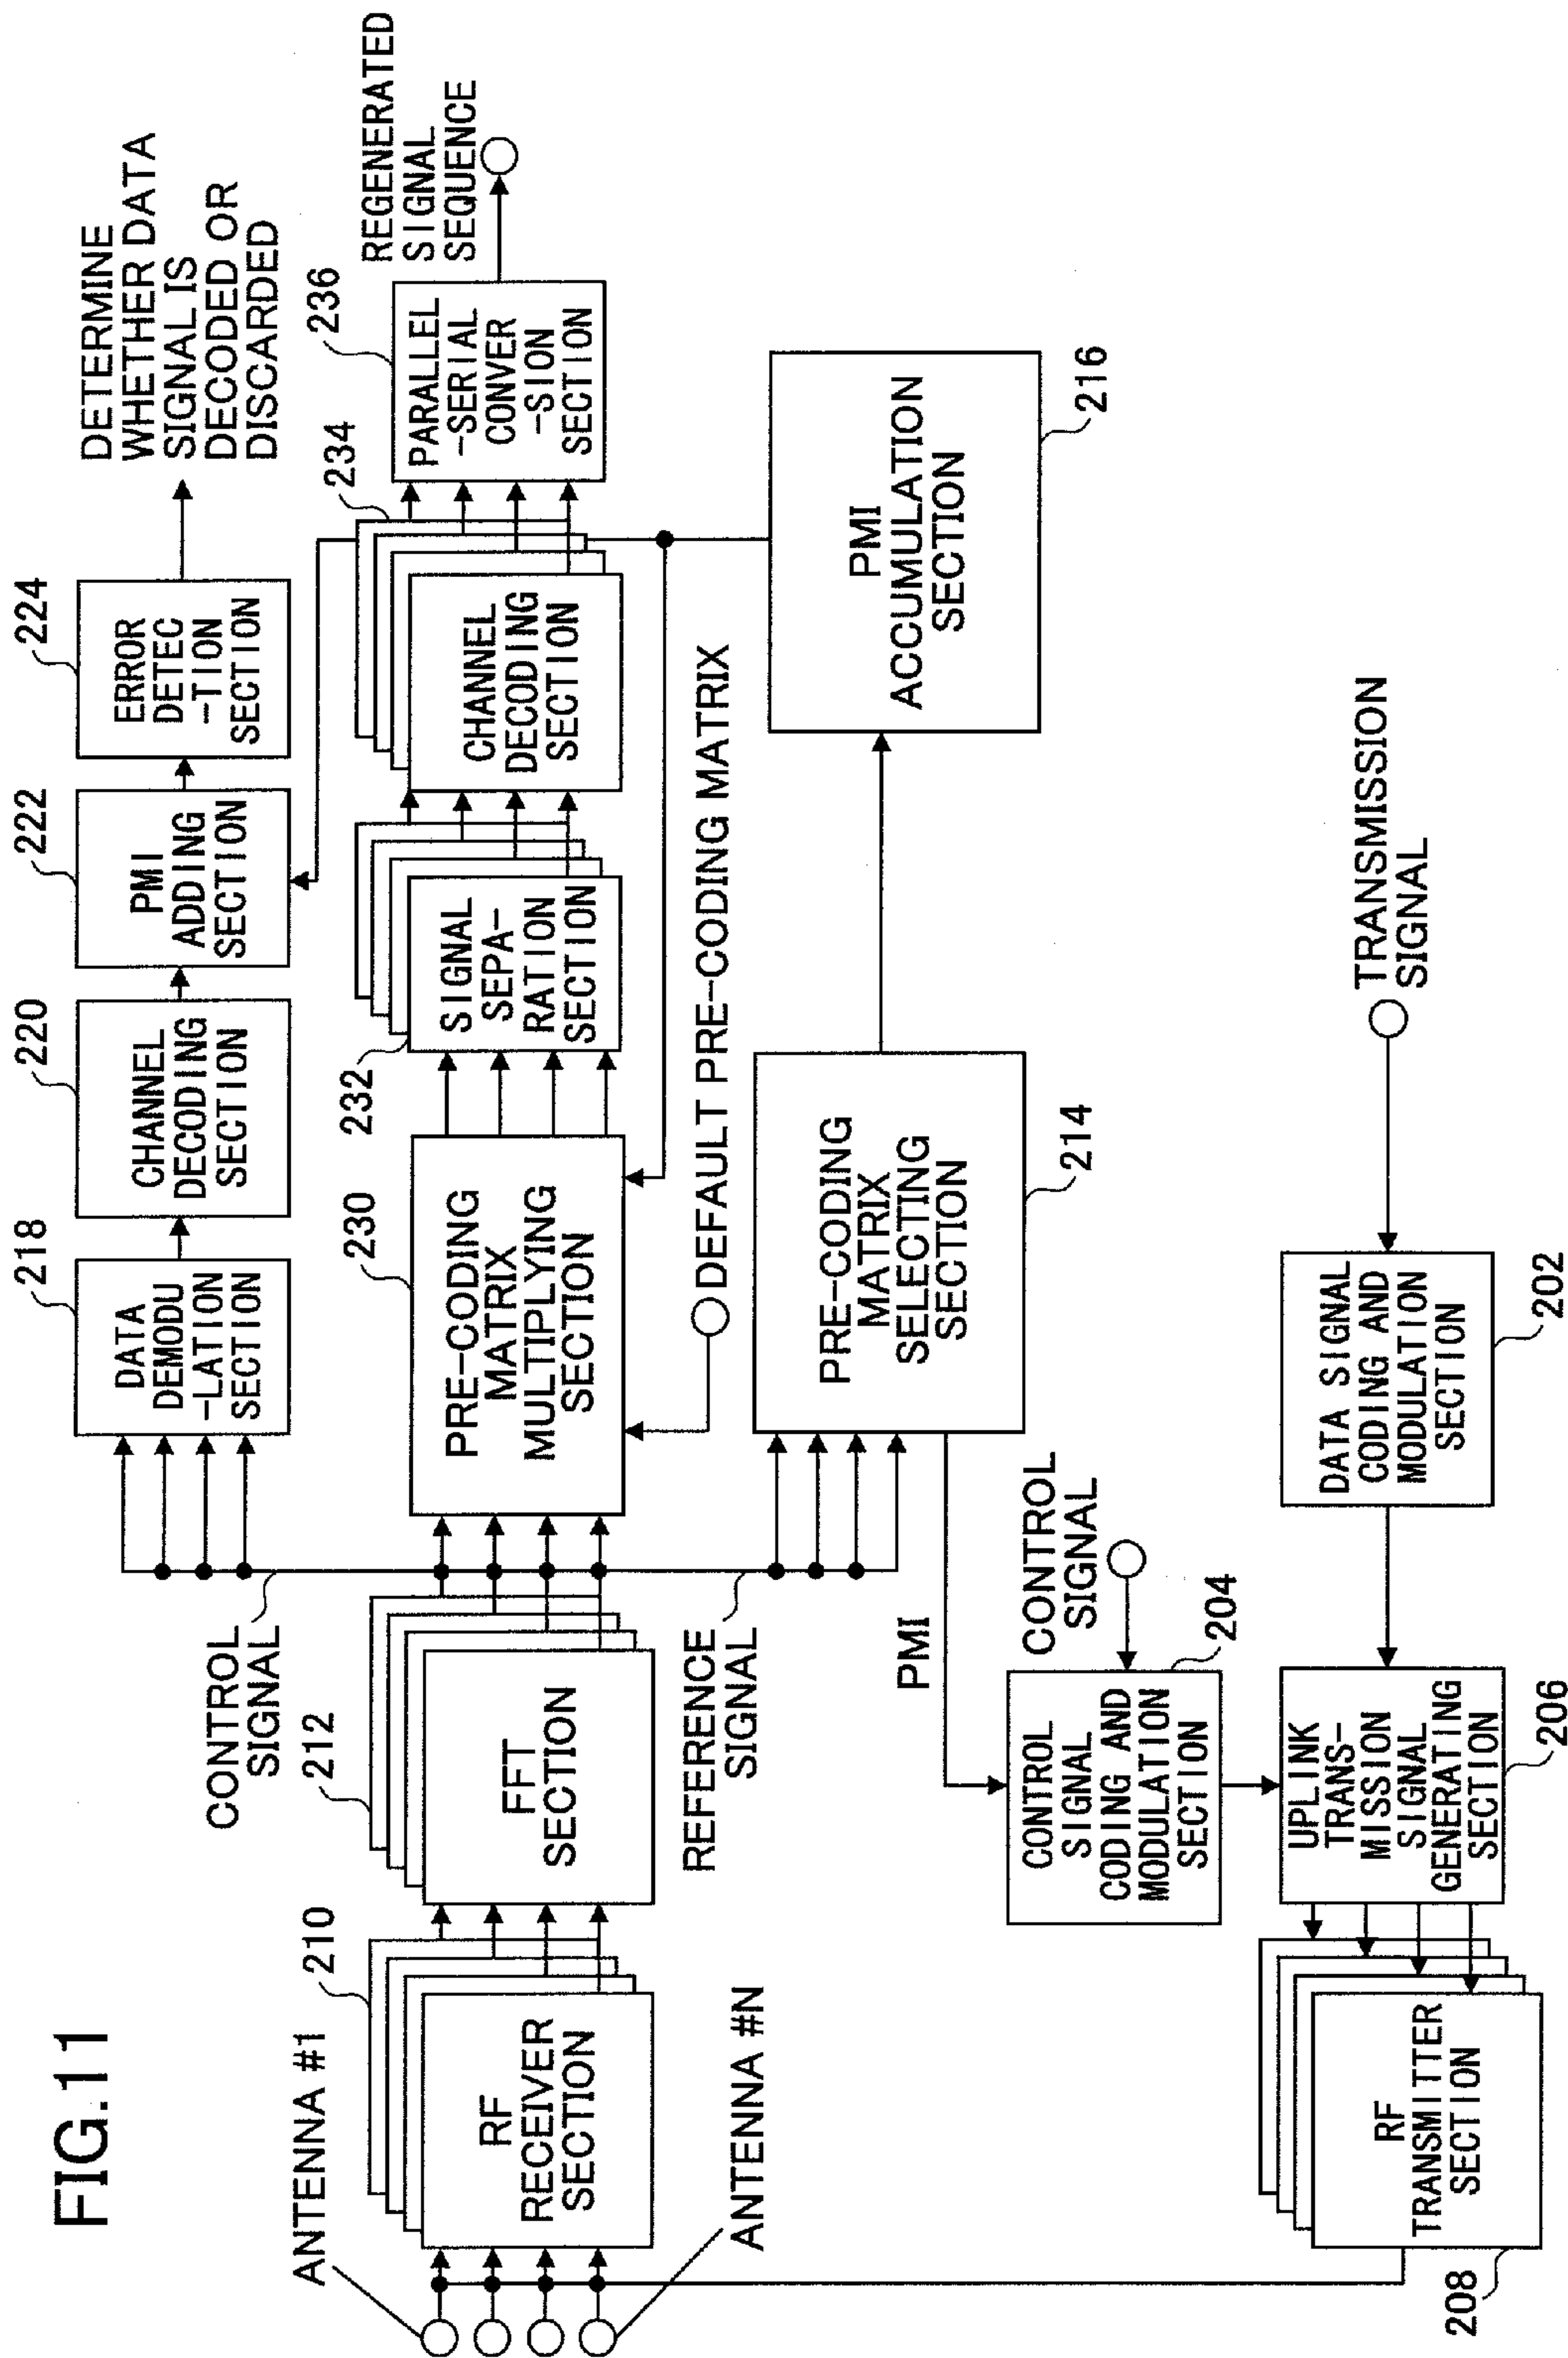 FIG.11
ANTENNA #1
ANTENNA #N
210
RF
RECEIVER
SECTION
212
FFT
SECTION
CONTROL
SIGNAL
REFERENCE
SIGNAL
218
DATA
DEMODU
-LATION
SECTION
220
CHANNEL
DECODING
SECTION
222
PMI
ADDING
SECTION
224
ERROR
DETEC
-TION
SECTION
DETERMINE
WHETHER DATA
SIGNAL IS
DECODED OR
DISCARDED
230
PRE-CODING
MATRIX
MULTIPLYING
SECTION
232
SIGNAL
SEPA-
RATION
SECTION
234
CHANNEL
DECODING
SECTION
236
PARALLEL
-SERIAL
CONVER
-SION
SECTION
REGENERATED
SIGNAL
SEQUENCE
DEFAULT PRE-CODING MATRIX
PRE-CODING
MATRIX
SELECTING
SECTION
214
PMI
ACCUMULATION
SECTION
216
PMI
CONTROL
SIGNAL
CONTROL
SIGNAL
CODING AND
MODULATION
SECTION
204
TRANSMISSION
SIGNAL
DATA SIGNAL
CODING AND
MODULATION
SECTION
202
UPLINK
TRANS-
MISSION
SIGNAL
GENERATING
SECTION
206
RF
TRANSMITTER
SECTION
208